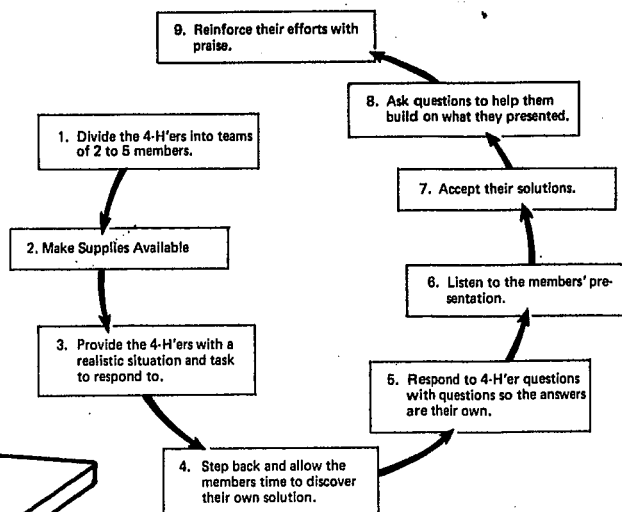 1. Divide the 4-H'ers into teams
of 2 to 5 members.
2. Make Supplies Available
3. Provide the 4-H'ers with a
realistic situation and task
to respond to.
4. Step back and allow the
members time to discover
their own solution.
5. Respond to 4-H'er questions
with questions so the answers
are their own.
6. Listen to the members' pre-
sentation.
7. Accept their solutions.
8. Ask questions to help them
build on what they presented.
9. Reinforce their efforts with
praise.